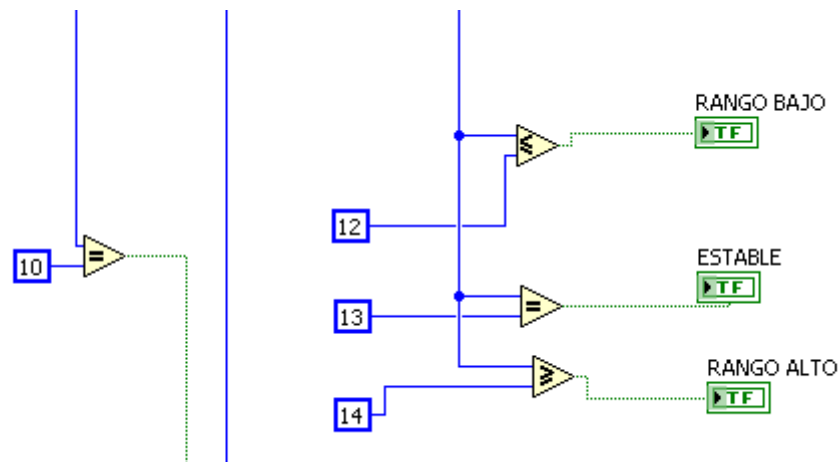 RANGO BAJO
TF
≤
12
10
=
ESTABLE
TF
13
=
RANGO ALTO
≥
TF
14